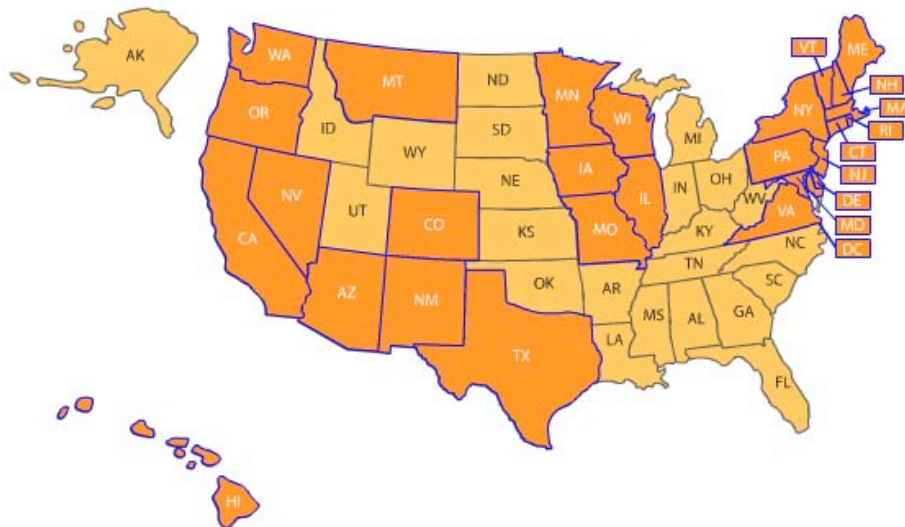 AK
WA
MT
ND
MN
VT
ME
NH
OR
ID
SD
WI
NY
MA
RI
WY
MI
CT
NE
IA
PA
NJ
NV
UT
CO
IL
IN
OH
WV
DE
CA
KS
MO
KY
VA
MD
DC
AZ
NM
OK
AR
TN
NC
SC
TX
LA
MS
AL
GA
FL
HI